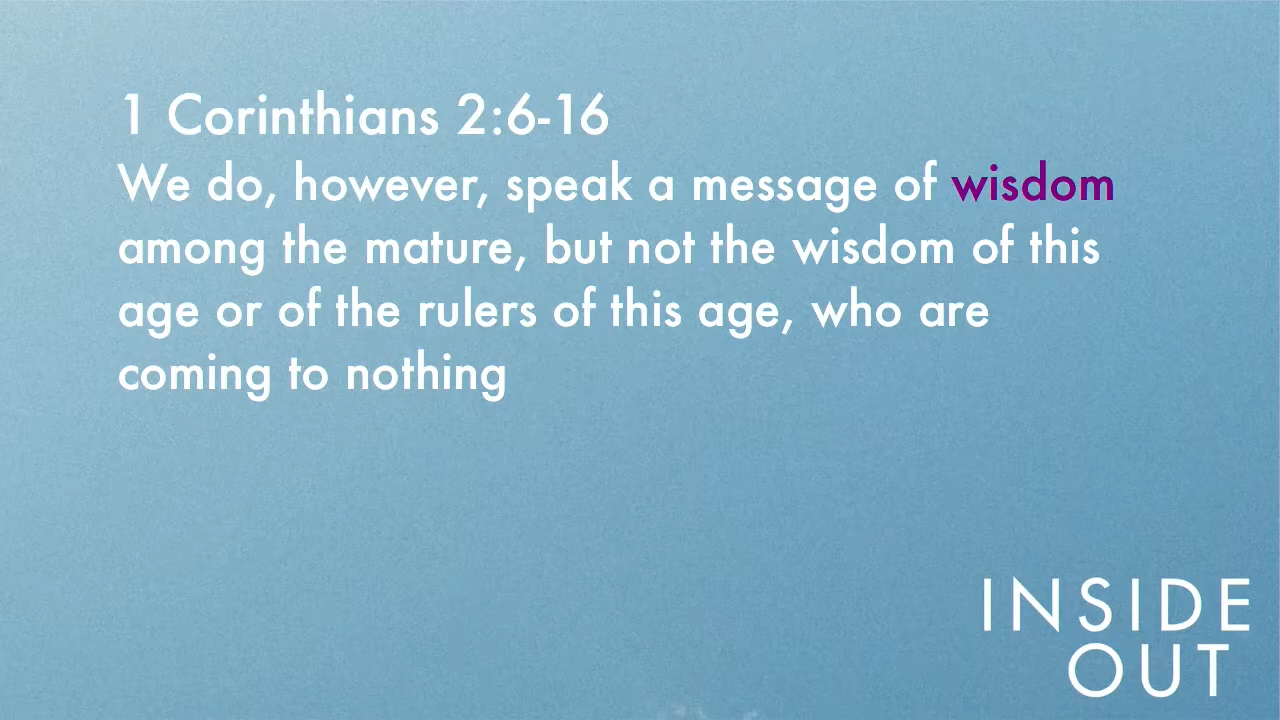 1 Corinthians 2:6-16
We do, however, speak a message of wisdom
among the mature, but not the wisdom of this
age or of the rulers of this age, who are
coming to nothing
INSIDE
OUT